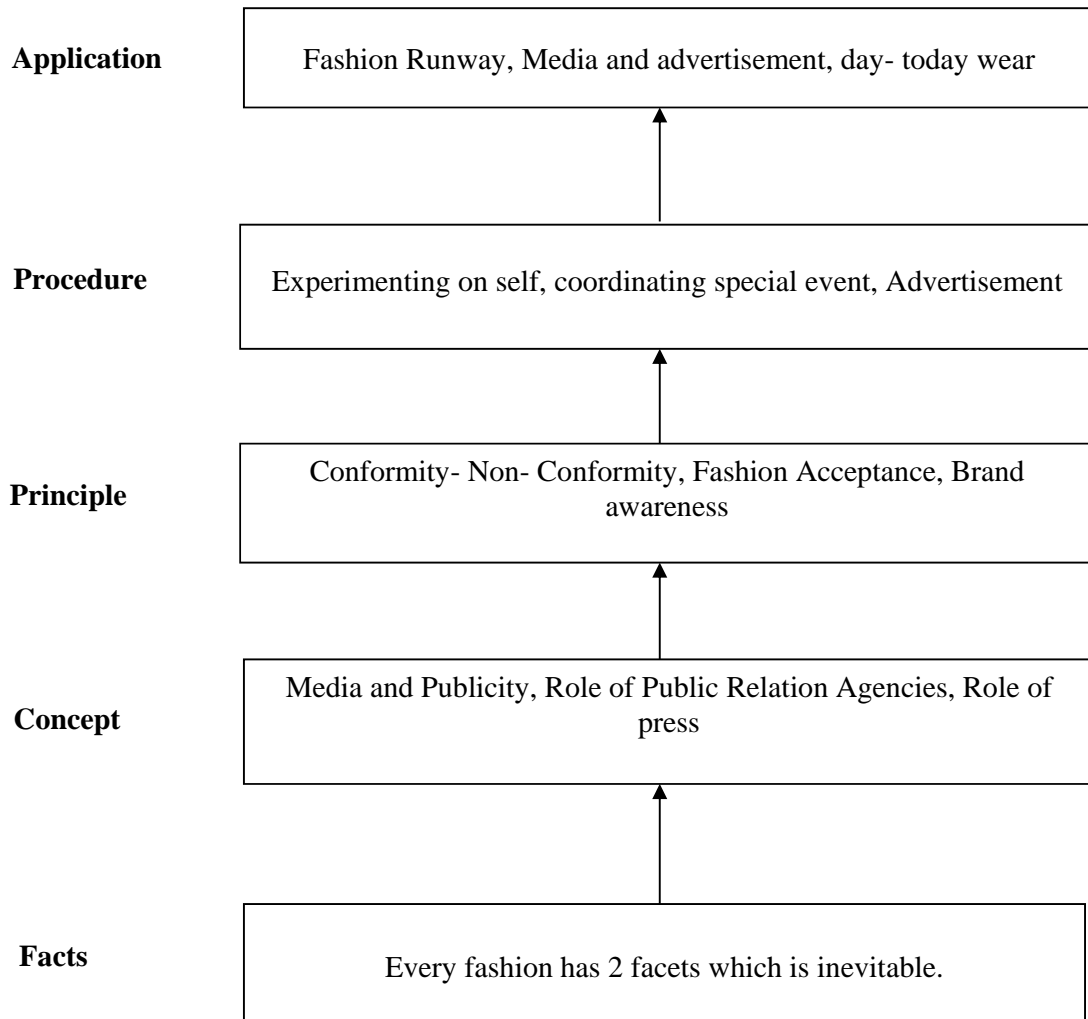 Application
Fashion Runway, Media and advertisement, day- today wear
Procedure
Experimenting on self, coordinating special event, Advertisement
Principle
Conformity- Non- Conformity, Fashion Acceptance, Brand
awareness
Concept
Media and Publicity, Role of Public Relation Agencies, Role of
press
Facts
Every fashion has 2 facets which is inevitable.